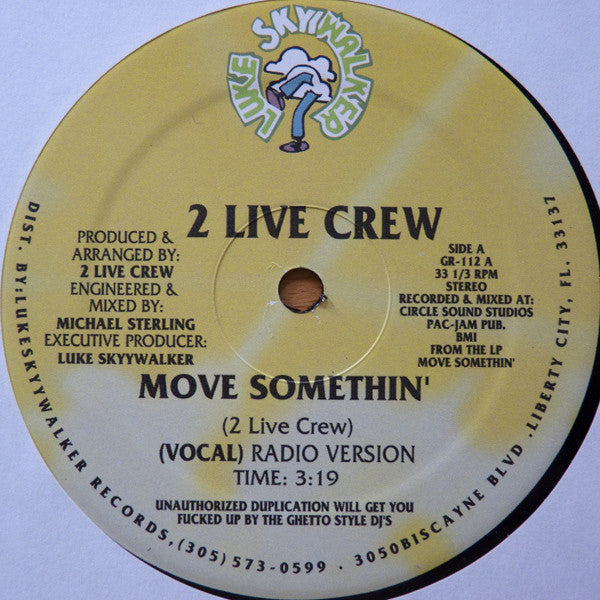 LUKE SKYYWALKER
2 LIVE CREW
PRODUCED &
ARRANGED BY:
2 LIVE CREW
ENGINEERED &
MIXED BY:
MICHAEL STERLING
EXECUTIVE PRODUCER:
LUKE SKYYWALKER
SIDE A
GR-112 A
33 1/3 RPM
STEREO
RECORDED & MIXED AT:
CIRCLE SOUND STUDIOS
PAC-JAM PUB.
BMI
FROM THE LP
MOVE SOMETHIN'
MOVE SOMETHIN'
(2 Live Crew)
(VOCAL) RADIO VERSION
TIME: 3:19
UNAUTHORIZED DUPLICATION WILL GET YOU
FUCKED UP BY THE GHETTO STYLE DJ'S
DIST. BY:LUKESKYYWALKER RECORDS,(305) 573-0599 . 3050BISCAYNE BLVD .LIBERTY CITY, FL. 33137